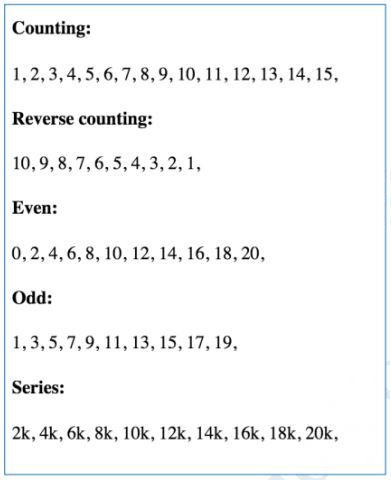 Counting:
1, 2, 3, 4, 5, 6, 7, 8, 9, 10, 11, 12, 13, 14, 15,
Reverse counting:
10, 9, 8, 7, 6, 5, 4, 3, 2, 1,
Even:
0, 2, 4, 6, 8, 10, 12, 14, 16, 18, 20,
Odd:
1, 3, 5, 7, 9, 11, 13, 15, 17, 19,
Series:
2k, 4k, 6k, 8k, 10k, 12k, 14k, 16k, 18k, 20k,